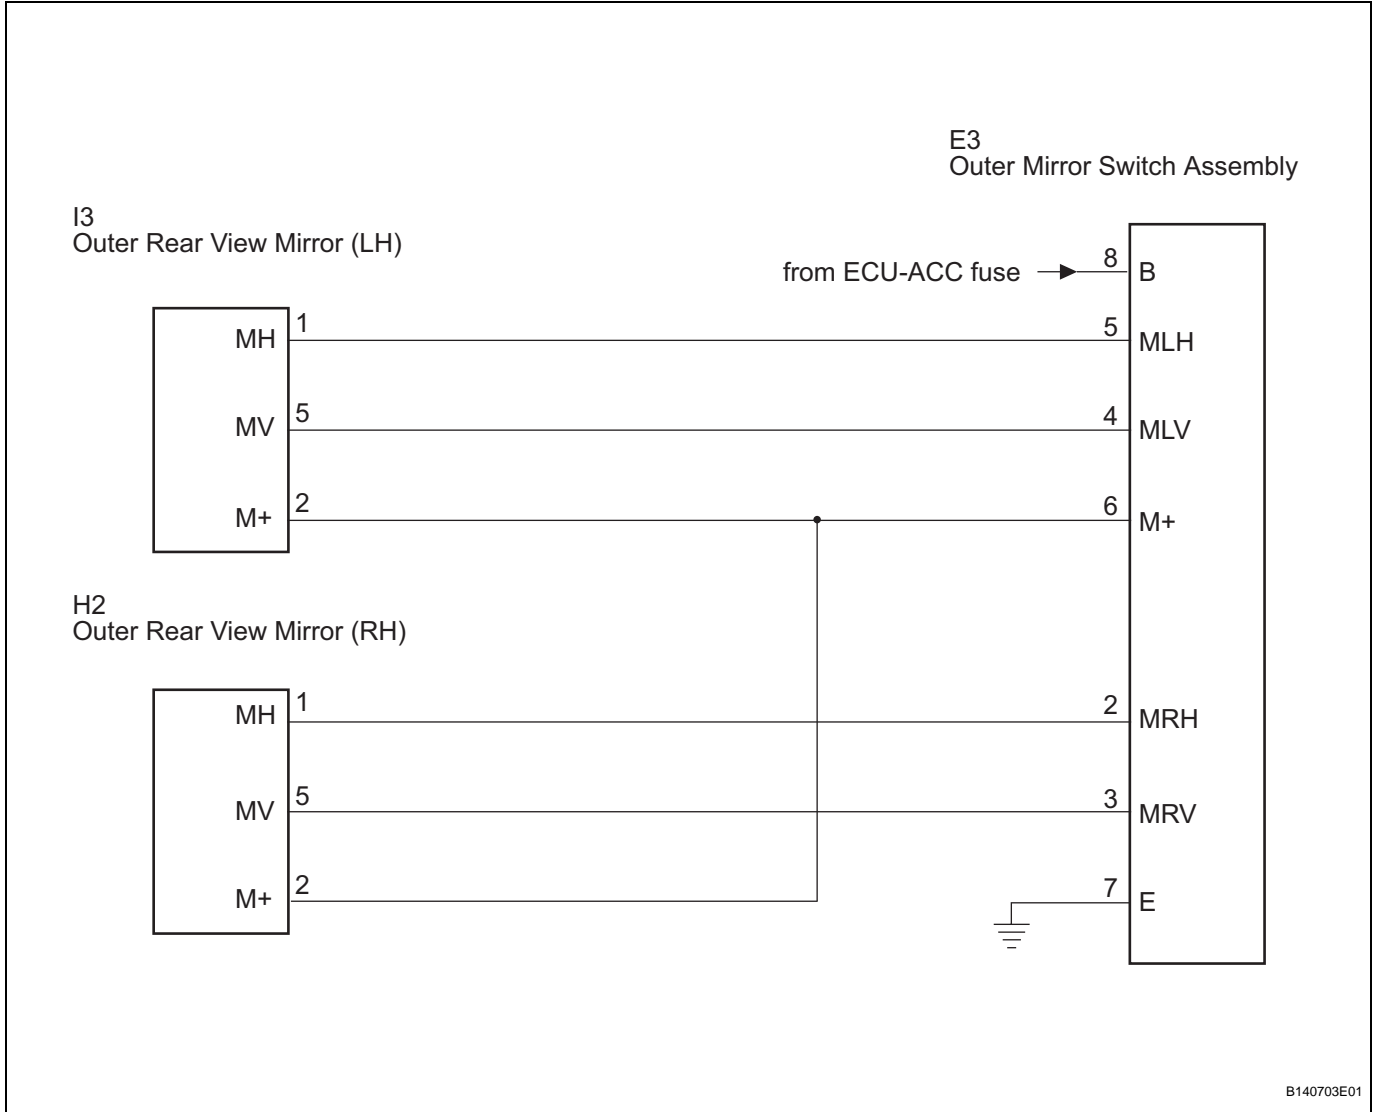 E3
Outer Mirror Switch Assembly
I3
Outer Rear View Mirror (LH)
from ECU-ACC fuse
8
B
MH
1
5
MLH
MV
5
4
MLV
M+
2
6
M+
H2
Outer Rear View Mirror (RH)
MH
1
2
MRH
MV
5
3
MRV
M+
2
7
E
B140703E01